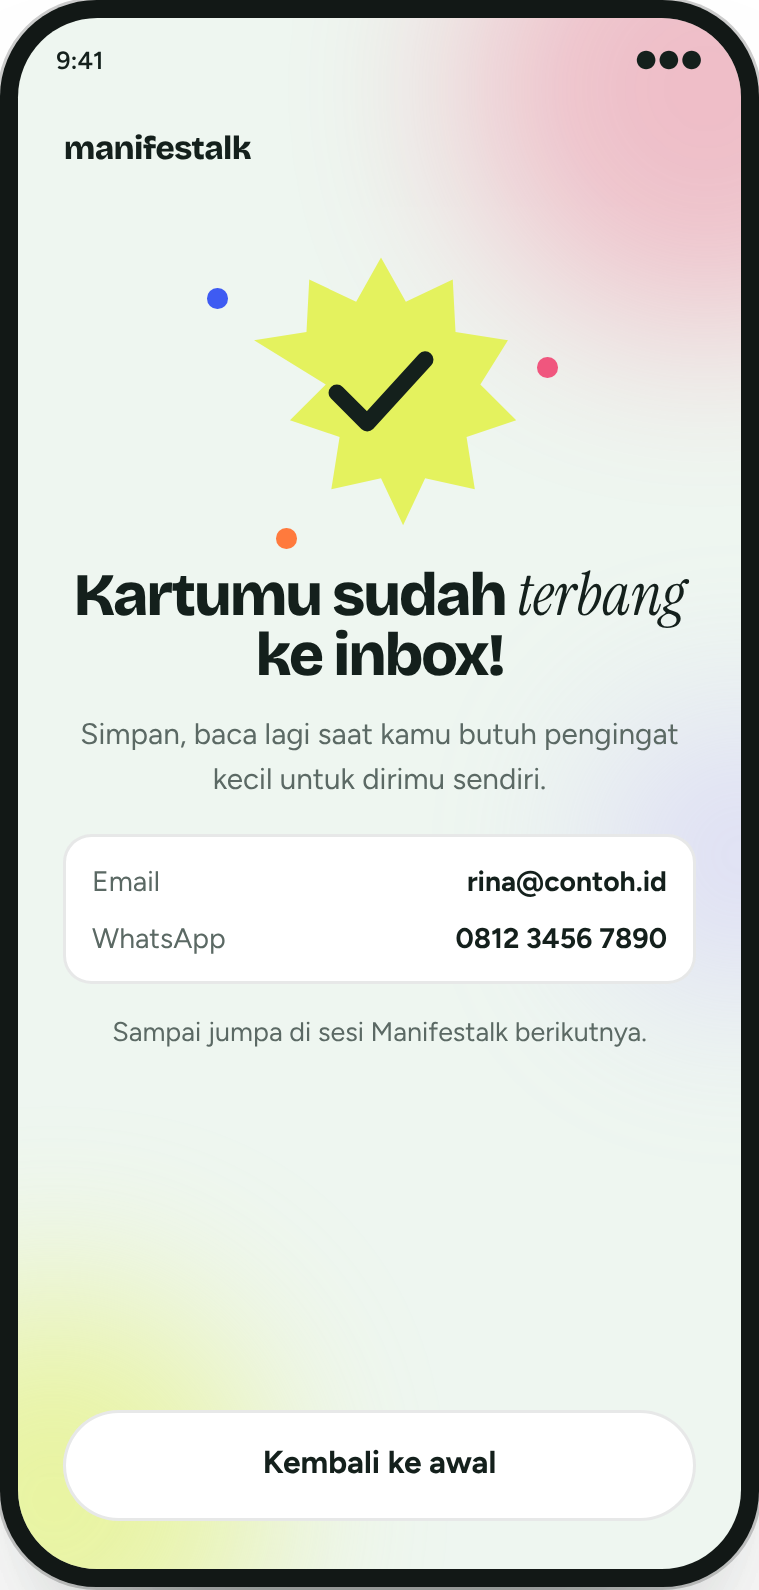 9:41
manifestalk
Kartumu sudah terbang
ke inbox!
Simpan, baca lagi saat kamu butuh pengingat
kecil untuk dirimu sendiri.
Email rina@contoh.id
WhatsApp 0812 3456 7890
Sampai jumpa di sesi Manifestalk berikutnya.
Kembali ke awal